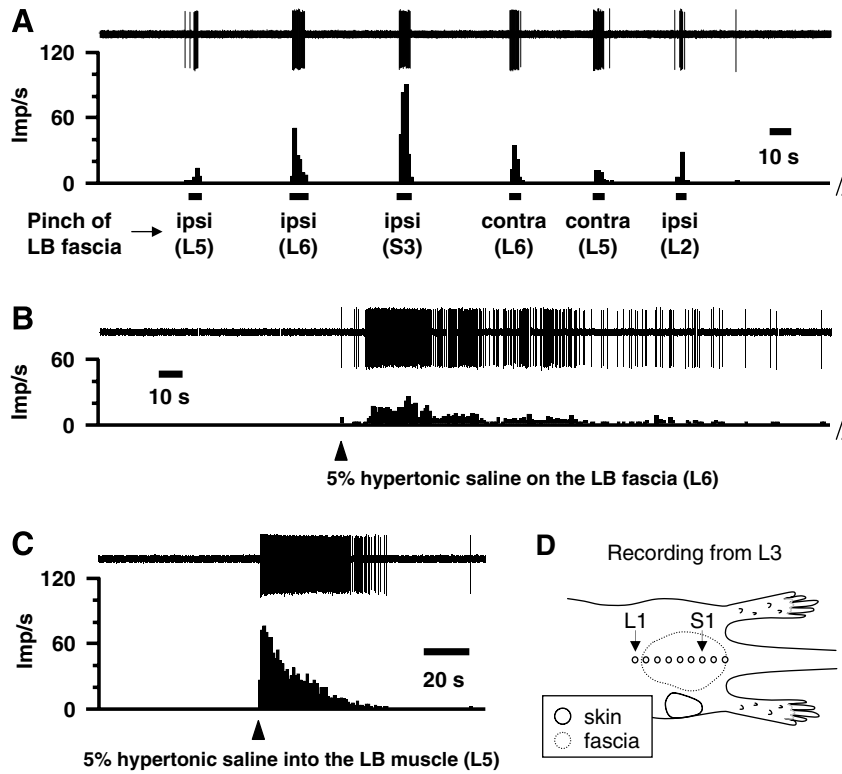 A
120
60
0
Imp/s
10 s
Pinch of
LB fascia
ipsi
(L5)
ipsi
(L6)
ipsi
(S3)
contra
(L6)
contra
(L5)
ipsi
(L2)
B
60
0
Imp/s
10 s
5% hypertonic saline on the LB fascia (L6)
C
120
60
0
Imp/s
20 s
5% hypertonic saline into the LB muscle (L5)
D
Recording from L3
L1
S1
skin
fascia